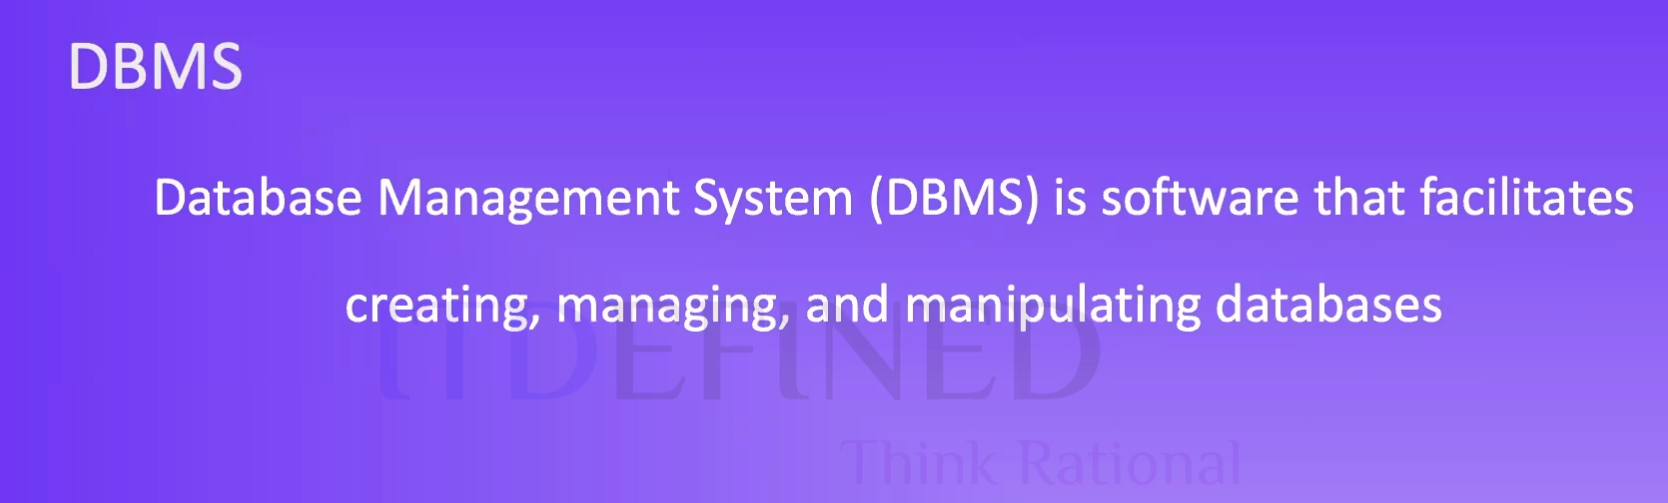 DBMS
Database Management System (DBMS) is software that facilitates
creating, managing, and manipulating databases
ITDEFINED
Think Rational